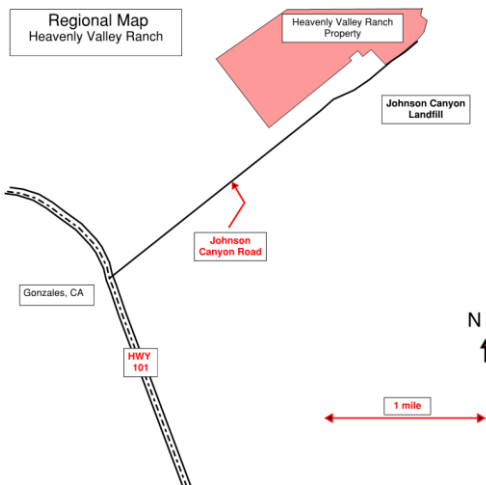 Regional Map
Heavenly Valley Ranch
Heavenly Valley Ranch
Property
Johnson Canyon
Landfill
Johnson
Canyon Road
Gonzales, CA
N
HWY
101
1 mile